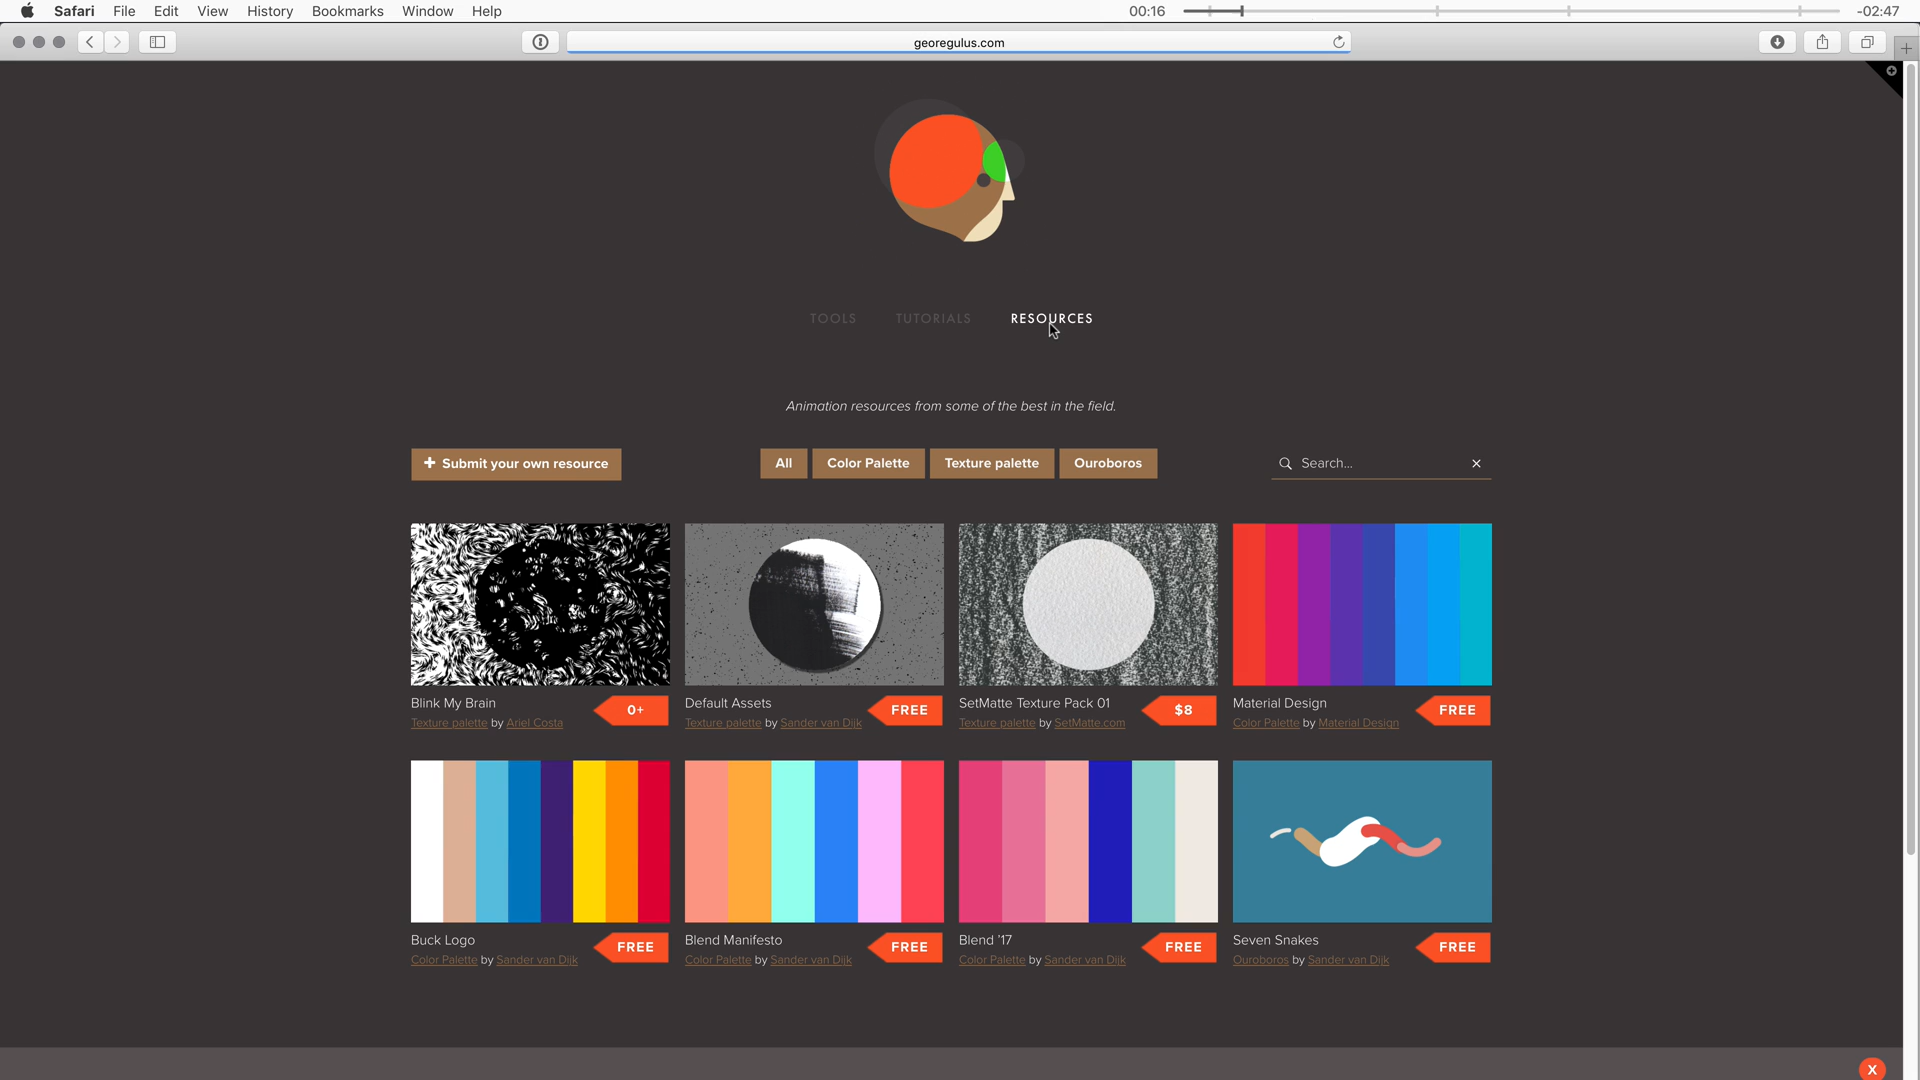 Safari File Edit View History Bookmarks Window Help 00:16 -02:47
georegulus.com
TOOLS TUTORIALS RESOURCES
Animation resources from some of the best in the field.
+ Submit your own resource All Color Palette Texture palette Ouroboros Search...
Blink My Brain
Texture palette by Ariel Costa
0+
Default Assets
Texture palette by Sander van Dijk
FREE
SetMatte Texture Pack 01
Texture palette by SetMatte.com
$8
Material Design
Color Palette by Material Design
FREE
Buck Logo
Color Palette by Sander van Dijk
FREE
Blend Manifesto
Color Palette by Sander van Dijk
FREE
Blend '17
Color Palette by Sander van Dijk
FREE
Seven Snakes
Ouroboros by Sander van Dijk
FREE
X